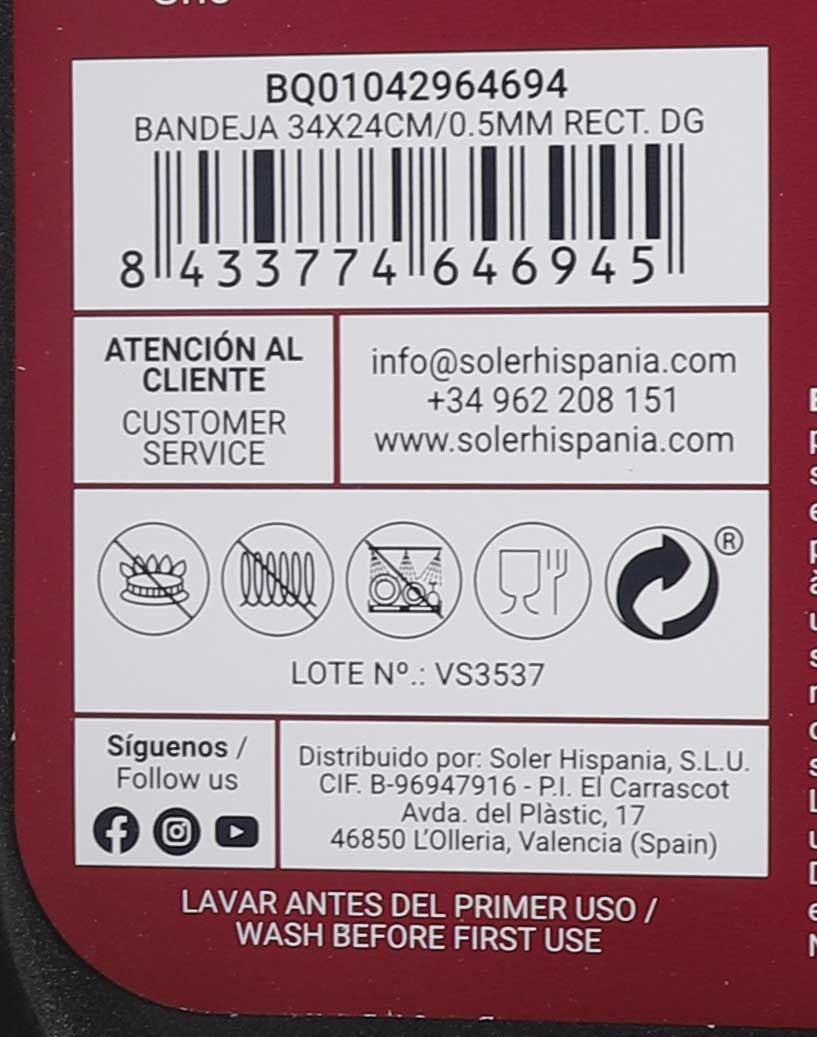 BQ01042964694
BANDEJA 34X24CM/0.5MM RECT. DG
8 433774 646945
ATENCIÓN AL
CLIENTE
CUSTOMER
SERVICE
info@solerhispania.com
+34 962 208 151
www.solerhispania.com
®
LOTE Nº.: VS3537
Síguenos /
Follow us
Distribuido por: Soler Hispania, S.L.U.
CIF. B-96947916 - P.I. El Carrascot
Avda. del Plàstic, 17
46850 L'Olleria, Valencia (Spain)
LAVAR ANTES DEL PRIMER USO /
WASH BEFORE FIRST USE